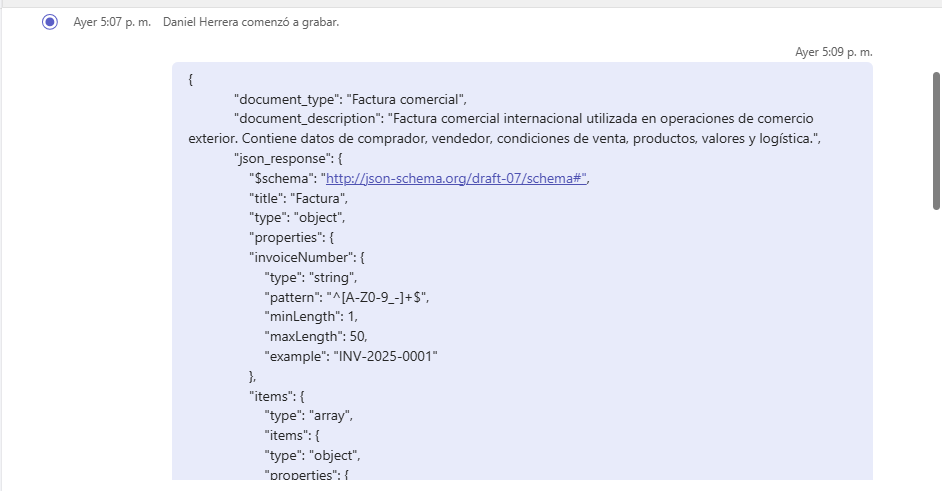 Ayer 5:07 p. m. Daniel Herrera comenzó a grabar.
Ayer 5:09 p. m.
{
"document_type": "Factura comercial",
"document_description": "Factura comercial internacional utilizada en operaciones de comercio
exterior. Contiene datos de comprador, vendedor, condiciones de venta, productos, valores y logística.",
"json_response": {
"$schema": "http://json-schema.org/draft-07/schema#",
"title": "Factura",
"type": "object",
"properties": {
"invoiceNumber": {
"type": "string",
"pattern": "^[A-Z0-9_-]+$",
"minLength": 1,
"maxLength": 50,
"example": "INV-2025-0001"
},
"items": {
"type": "array",
"items": {
"type": "object",
"properties": {